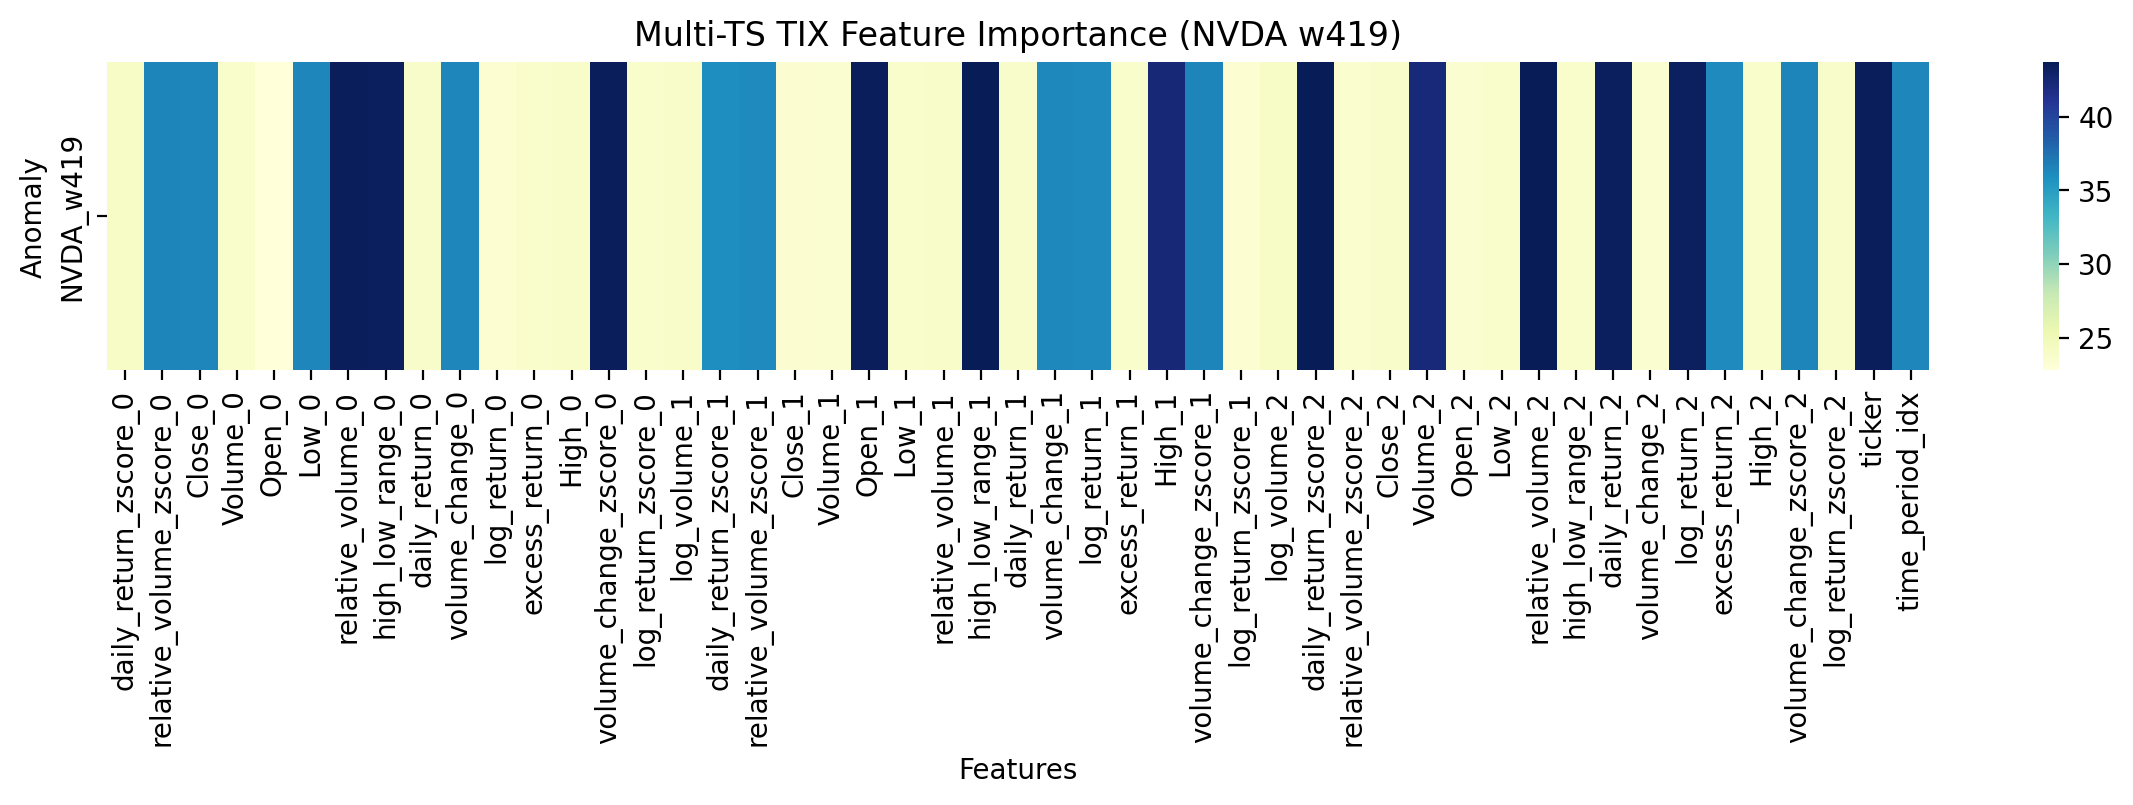 Multi-TS TIX Feature Importance (NVDA w419)
Anomaly
NVDA_w419
40
35
30
25
daily_return_zscore_0
relative_volume_zscore_0
Close_0
Volume_0
Open_0
Low_0
relative_volume_0
high_low_range_0
daily_return_0
volume_change_0
log_return_0
excess_return_0
High_0
volume_change_zscore_0
log_return_zscore_0
log_volume_1
daily_return_zscore_1
relative_volume_zscore_1
Close_1
Volume_1
Open_1
Low_1
relative_volume_1
high_low_range_1
daily_return_1
volume_change_1
log_return_1
excess_return_1
High_1
volume_change_zscore_1
log_return_zscore_1
log_volume_2
daily_return_zscore_2
relative_volume_zscore_2
Close_2
Volume_2
Open_2
Low_2
relative_volume_2
high_low_range_2
daily_return_2
volume_change_2
log_return_2
excess_return_2
High_2
volume_change_zscore_2
log_return_zscore_2
ticker
time_period_idx
Features